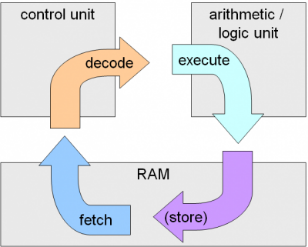 control unit
arithmetic /
logic unit
decode
execute
RAM
fetch
(store)